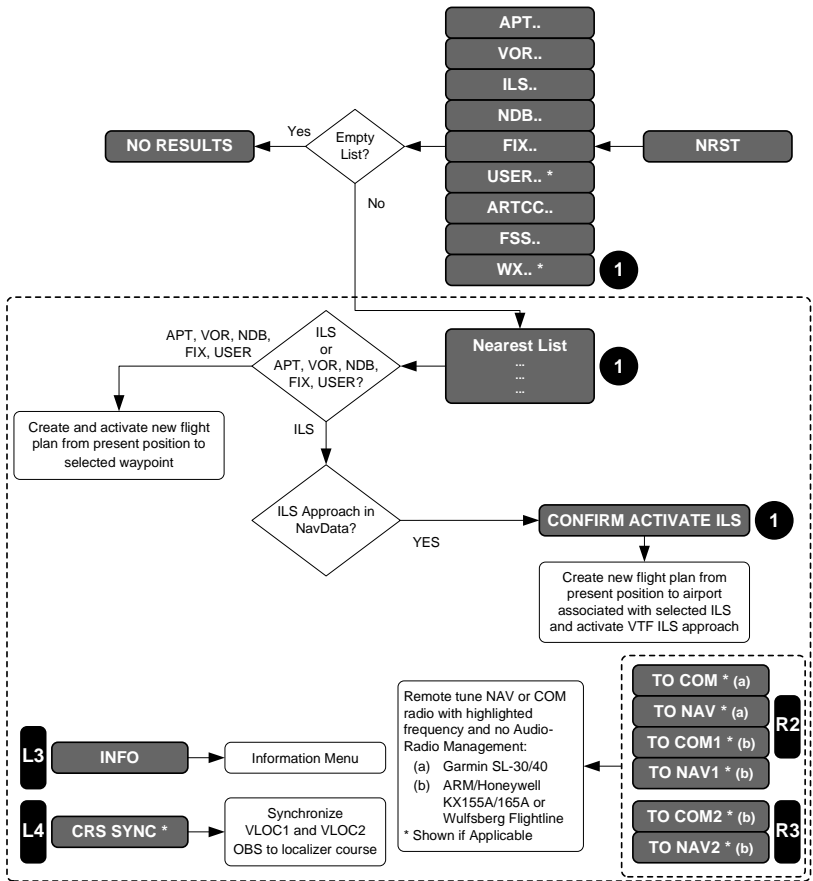 APT..
VOR..
ILS..
NDB..
FIX..
USER.. *
ARTCC..
FSS..
WX.. *
1
NRST
Empty
List?
Yes
NO RESULTS
No
Nearest List
...
...
...
1
ILS
or
APT, VOR, NDB,
FIX, USER?
APT, VOR, NDB,
FIX, USER
Create and activate new flight
plan from present position to
selected waypoint
ILS
ILS Approach in
NavData?
YES
CONFIRM ACTIVATE ILS
1
Create new flight plan from
present position to airport
associated with selected ILS
and activate VTF ILS approach
TO COM * (a)
TO NAV * (a)
TO COM1 * (b)
TO NAV1 * (b)
R2
TO COM2 * (b)
TO NAV2 * (b)
R3
Remote tune NAV or COM
radio with highlighted
frequency and no Audio-
Radio Management:
(a) Garmin SL-30/40
(b) ARM/Honeywell
KX155A/165A or
Wulfsberg Flightline
* Shown if Applicable
L3
INFO
Information Menu
L4
CRS SYNC *
Synchronize
VLOC1 and VLOC2
OBS to localizer course